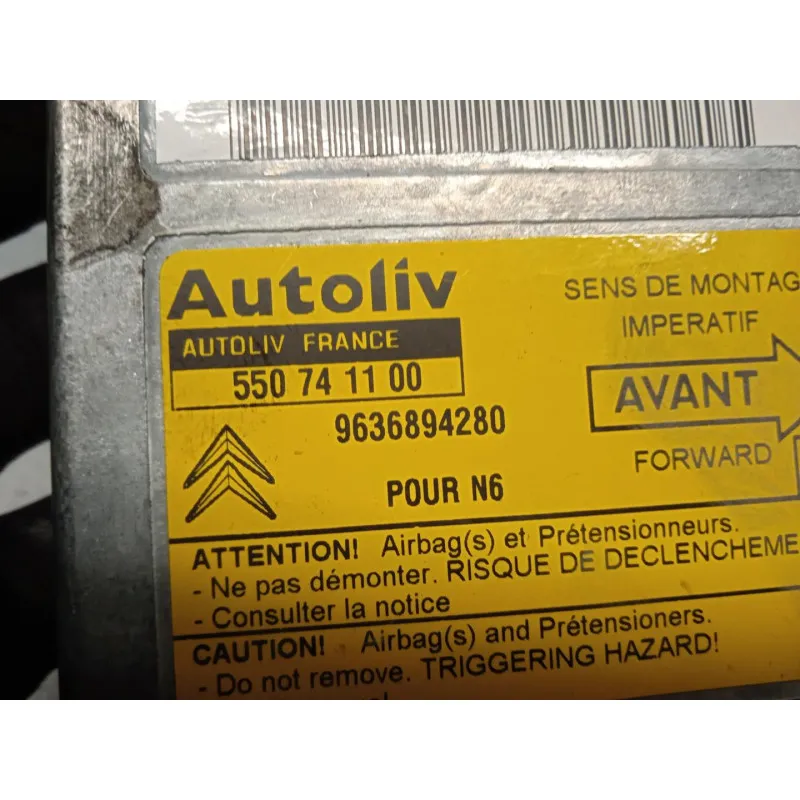 Autoliv
AUTOLIV FRANCE
550 74 11 00
9636894280
POUR N6
SENS DE MONTAG
IMPERATIF
AVANT
FORWARD
ATTENTION! Airbag(s) et Prétensionneurs.
- Ne pas démonter. RISQUE DE DECLENCHEME
- Consulter la notice
CAUTION! Airbag(s) and Prétensioners.
- Do not remove. TRIGGERING HAZARD!